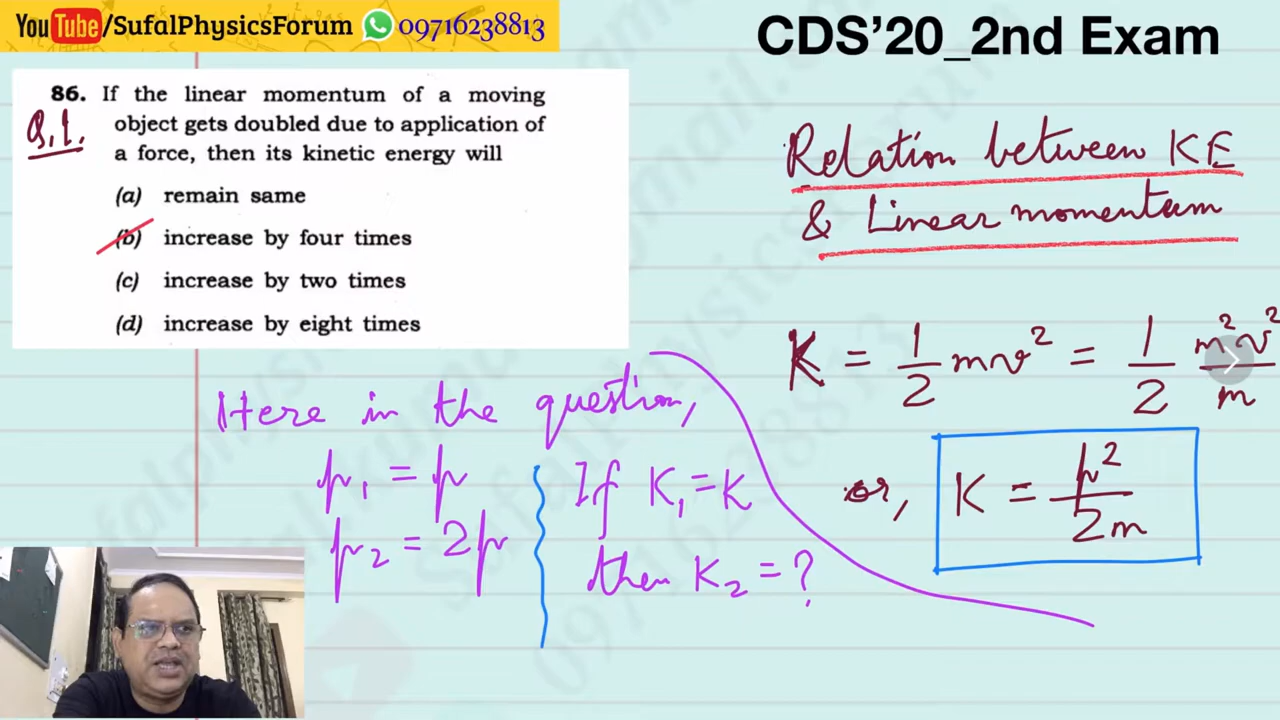 YouTube/SufalPhysicsForum 09716238813
CDS’20_2nd Exam
86. If the linear momentum of a moving
Q.1.
object gets doubled due to application of
a force, then its kinetic energy will
(a) remain same
(b) increase by four times
(c) increase by two times
(d) increase by eight times
Relation between KE
& Linear momentum
K = 1/2 mv² = 1/2 m²v²/m
or, K = p²/2m
Here in the question,
p₁ = p
p₂ = 2p
If K₁ = K
then K₂ = ?